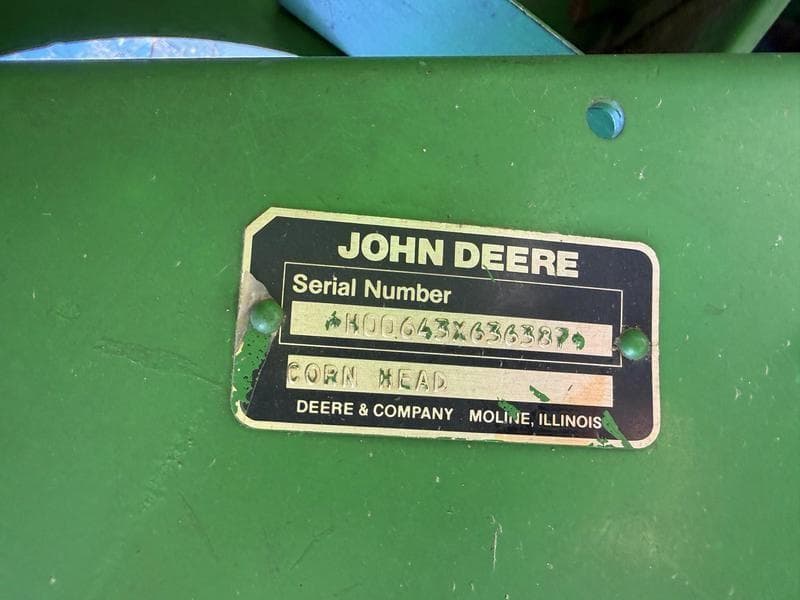 JOHN DEERE
Serial Number
*H00643X636387*
CORN HEAD
DEERE & COMPANY MOLINE, ILLINOIS